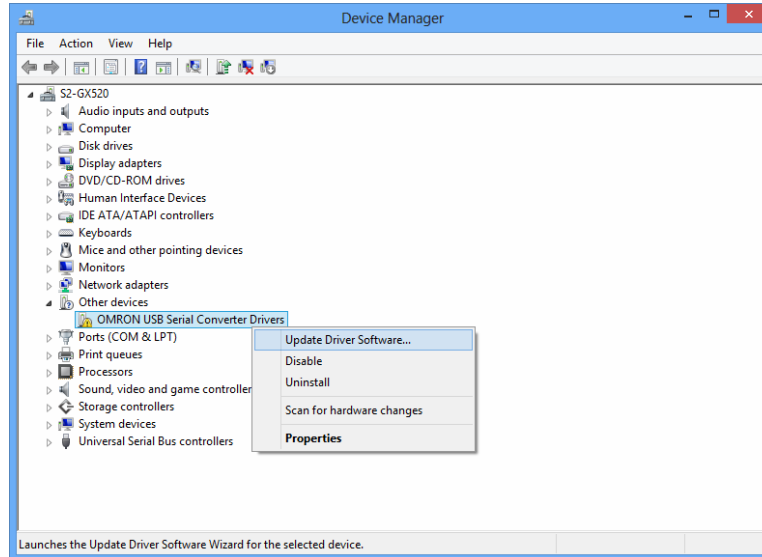 Device Manager
File Action View Help
S2-GX520
Audio inputs and outputs
Computer
Disk drives
Display adapters
DVD/CD-ROM drives
Human Interface Devices
IDE ATA/ATAPI controllers
Keyboards
Mice and other pointing devices
Monitors
Network adapters
Other devices
OMRON USB Serial Converter Drivers
Ports (COM & LPT)
Print queues
Processors
Sound, video and game controller
Storage controllers
System devices
Universal Serial Bus controllers
Update Driver Software...
Disable
Uninstall
Scan for hardware changes
Properties
Launches the Update Driver Software Wizard for the selected device.